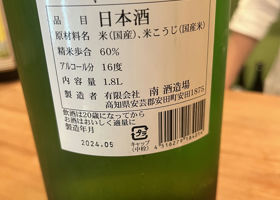 品目 日本酒
原材料名 米(国産)、米こうじ(国産米)
精米歩合 60%
アルコール分 16度
内容量 1.8L
製造者 有限会社 南酒造場
高知県安芸郡安田町安田1875
飲酒は20歳になってから
お酒はおいしく適量に
製造年月
2024.05
キャップ
(中栓)